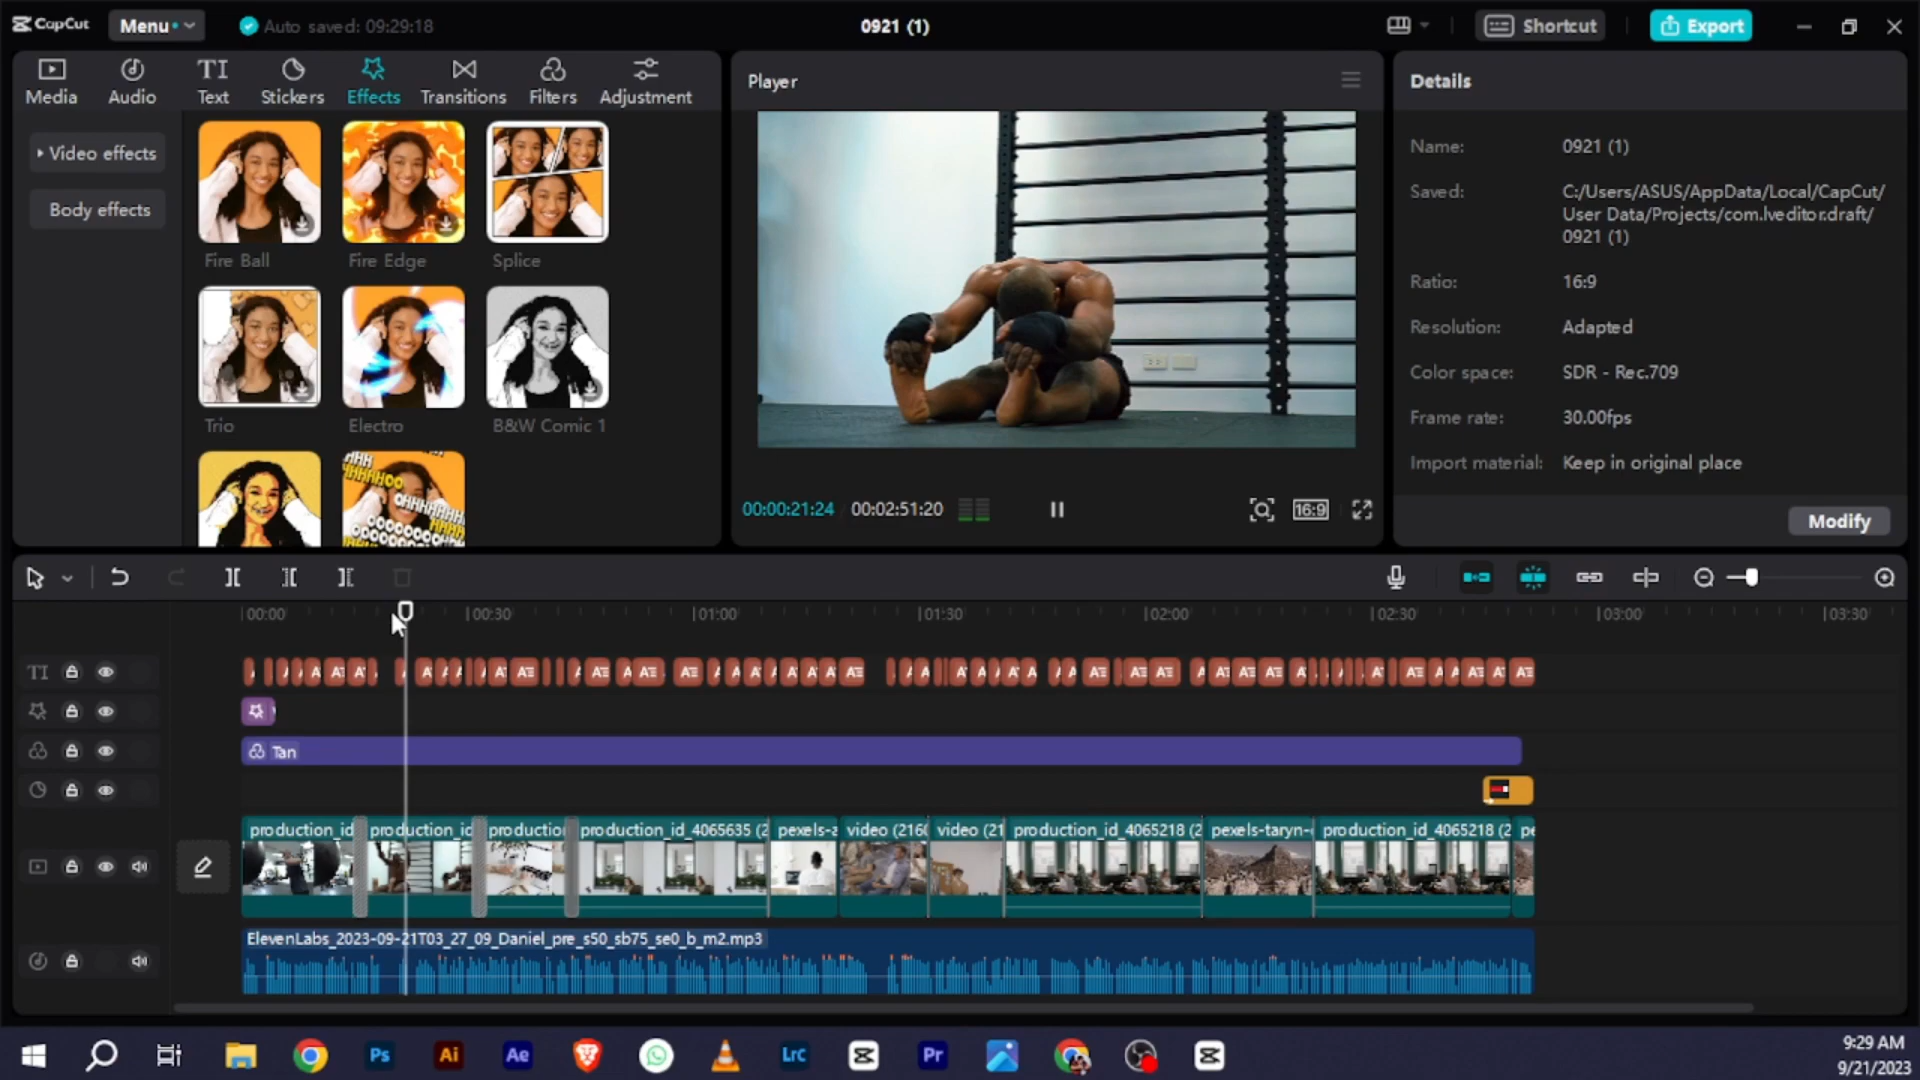 CapCut
Menu
Auto saved: 09:29:18
0921 (1)
Shortcut
Export
Media
Audio
TI
Text
Stickers
Effects
Transitions
Filters
Adjustment
Video effects
Body effects
Fire Ball
Fire Edge
Splice
Trio
Electro
B&W Comic 1
Player
00:00:21:24
00:02:51:20
16:9
Details
Name:
0921 (1)
Saved:
C:/Users/ASUS/AppData/Local/CapCut/
User Data/Projects/com.lveditor.draft/
0921 (1)
Ratio:
16:9
Resolution:
Adapted
Color space:
SDR - Rec.709
Frame rate:
30.00fps
Import material:
Keep in original place
Modify
00:00
00:30
01:00
01:30
02:00
02:30
03:00
03:30
TI
Tan
production_id
production_id
production
production_id_4065635 (2
pexels-a
video (216
video (21
production_id_4065218 (2
pexels-taryn-
production_id_4065218 (2
pe
ElevenLabs_2023-09-21T03_27_09_Daniel_pre_s50_sb75_se0_b_m2.mp3
Ps
Ai
Ae
Lrc
Pr
9:29 AM
9/21/2023